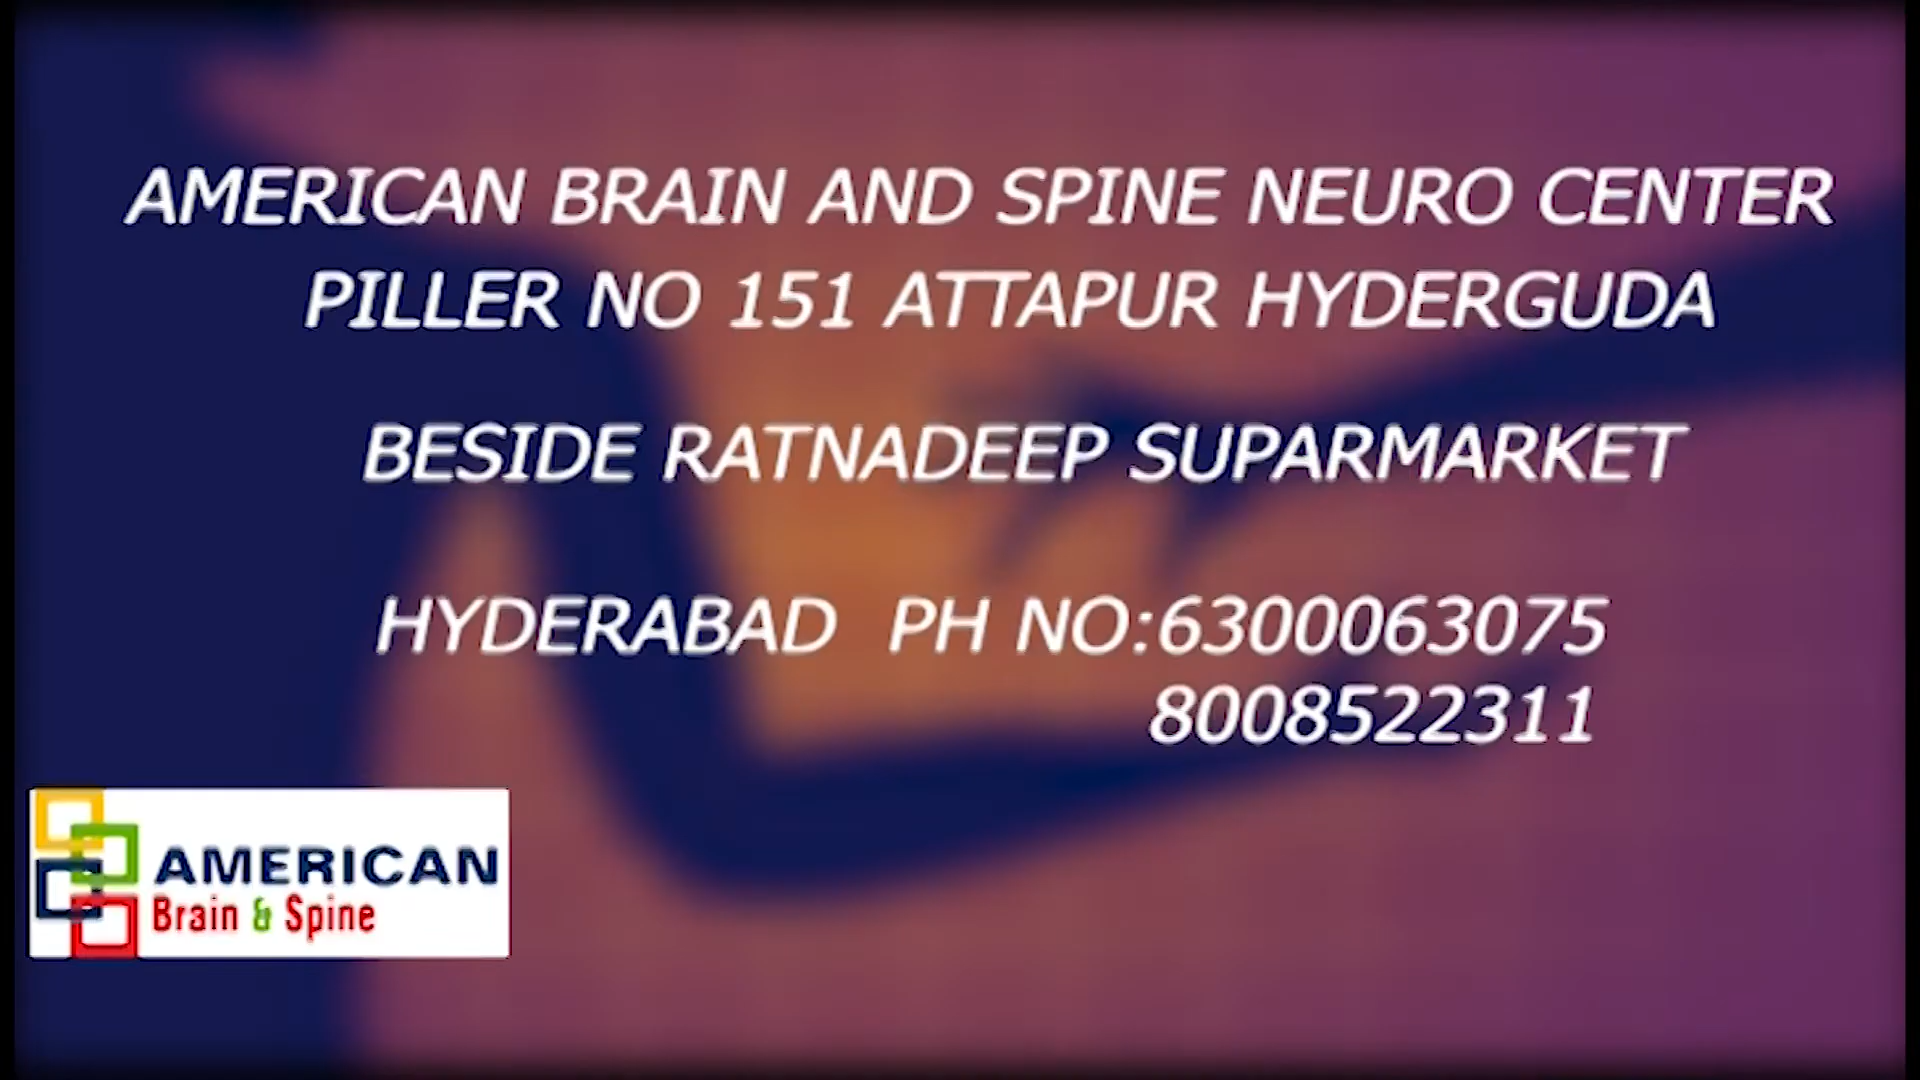 AMERICAN BRAIN AND SPINE NEURO CENTER
PILLER NO 151 ATTAPUR HYDERGUDA
BESIDE RATNADEEP SUPARMARKET
HYDERABAD PH NO:6300063075
8008522311
AMERICAN
Brain & Spine